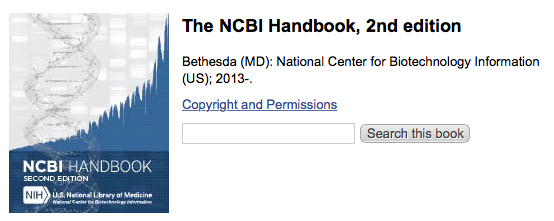 The NCBI Handbook, 2nd edition
Bethesda (MD): National Center for Biotechnology Information
(US); 2013-.
Copyright and Permissions
Search this book
NCBI HANDBOOK
SECOND EDITION
NIH U.S. National Library of Medicine
National Center for Biotechnology Information